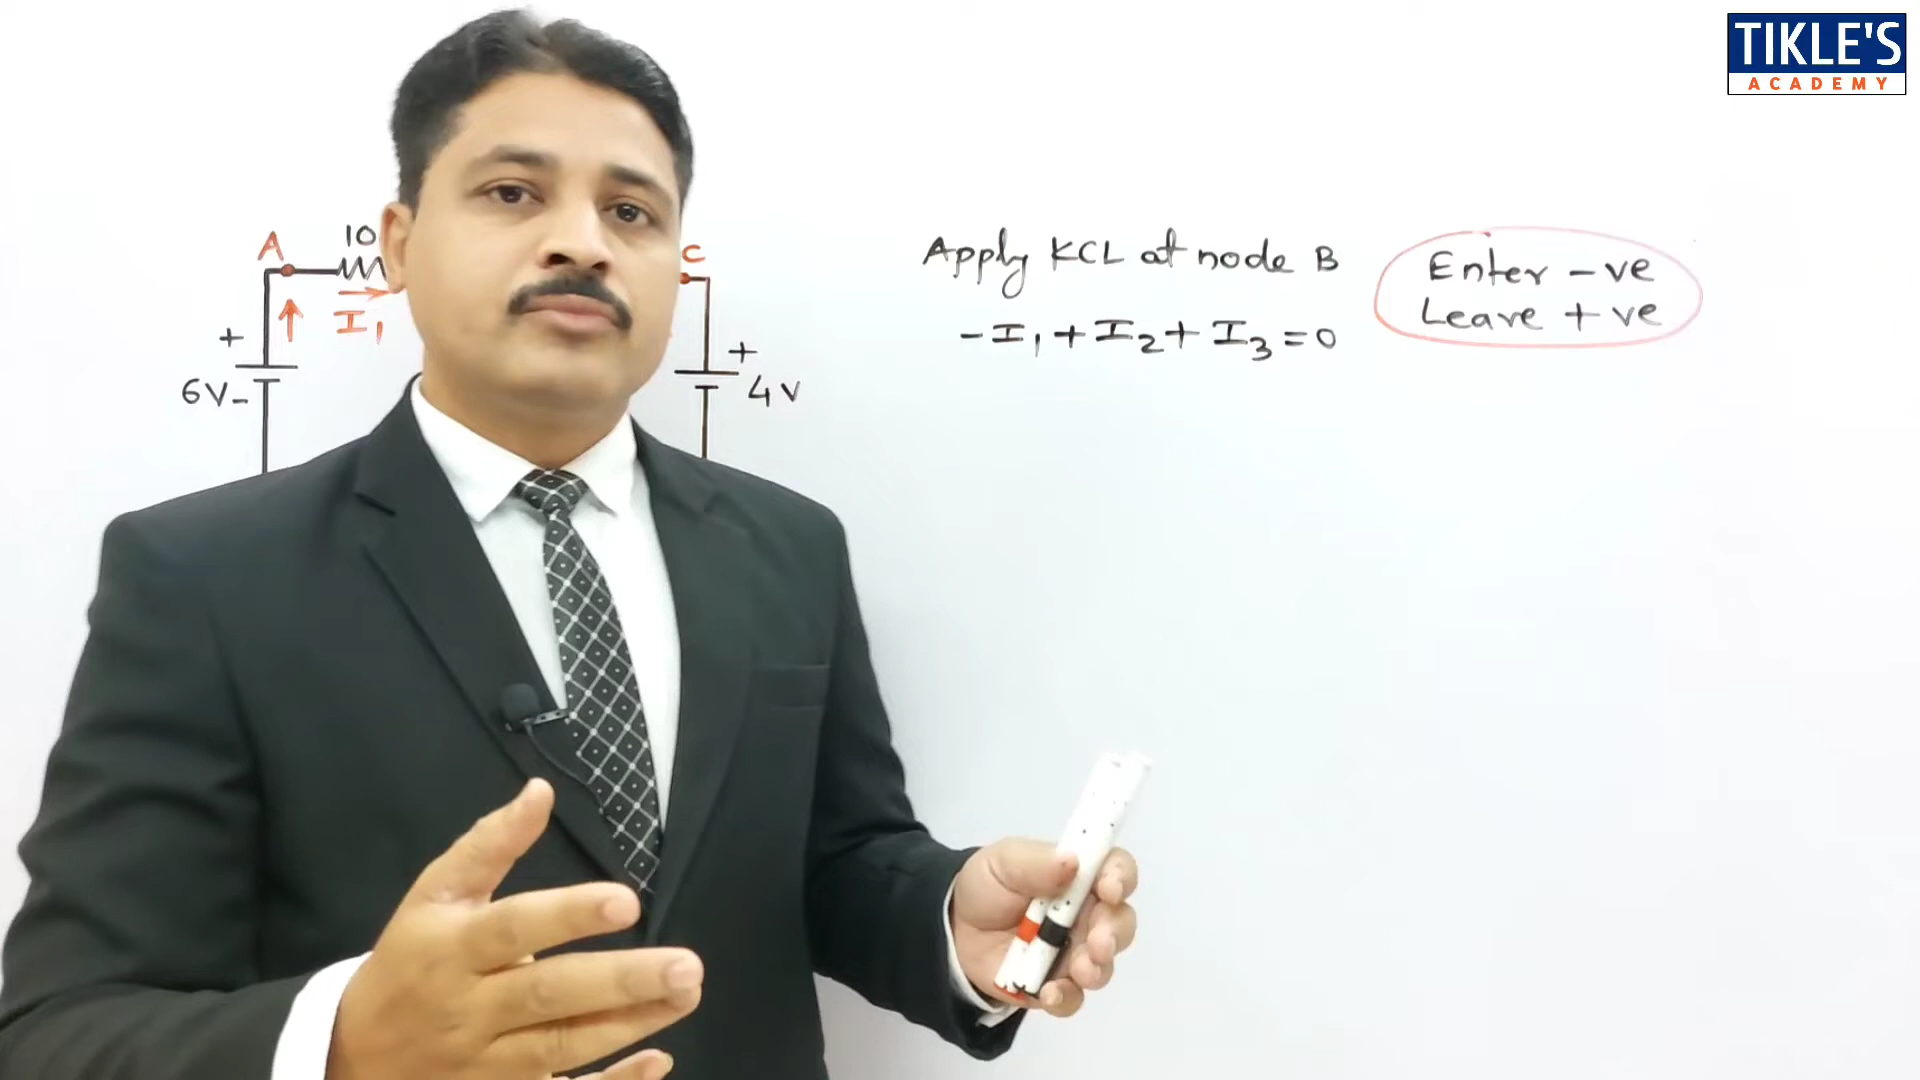 TIKLE'S
ACADEMY
A
10
I1
+
6V-
C
+
4V
Apply KCL at node B
-I1+I2+I3=0
Enter -ve
Leave +ve